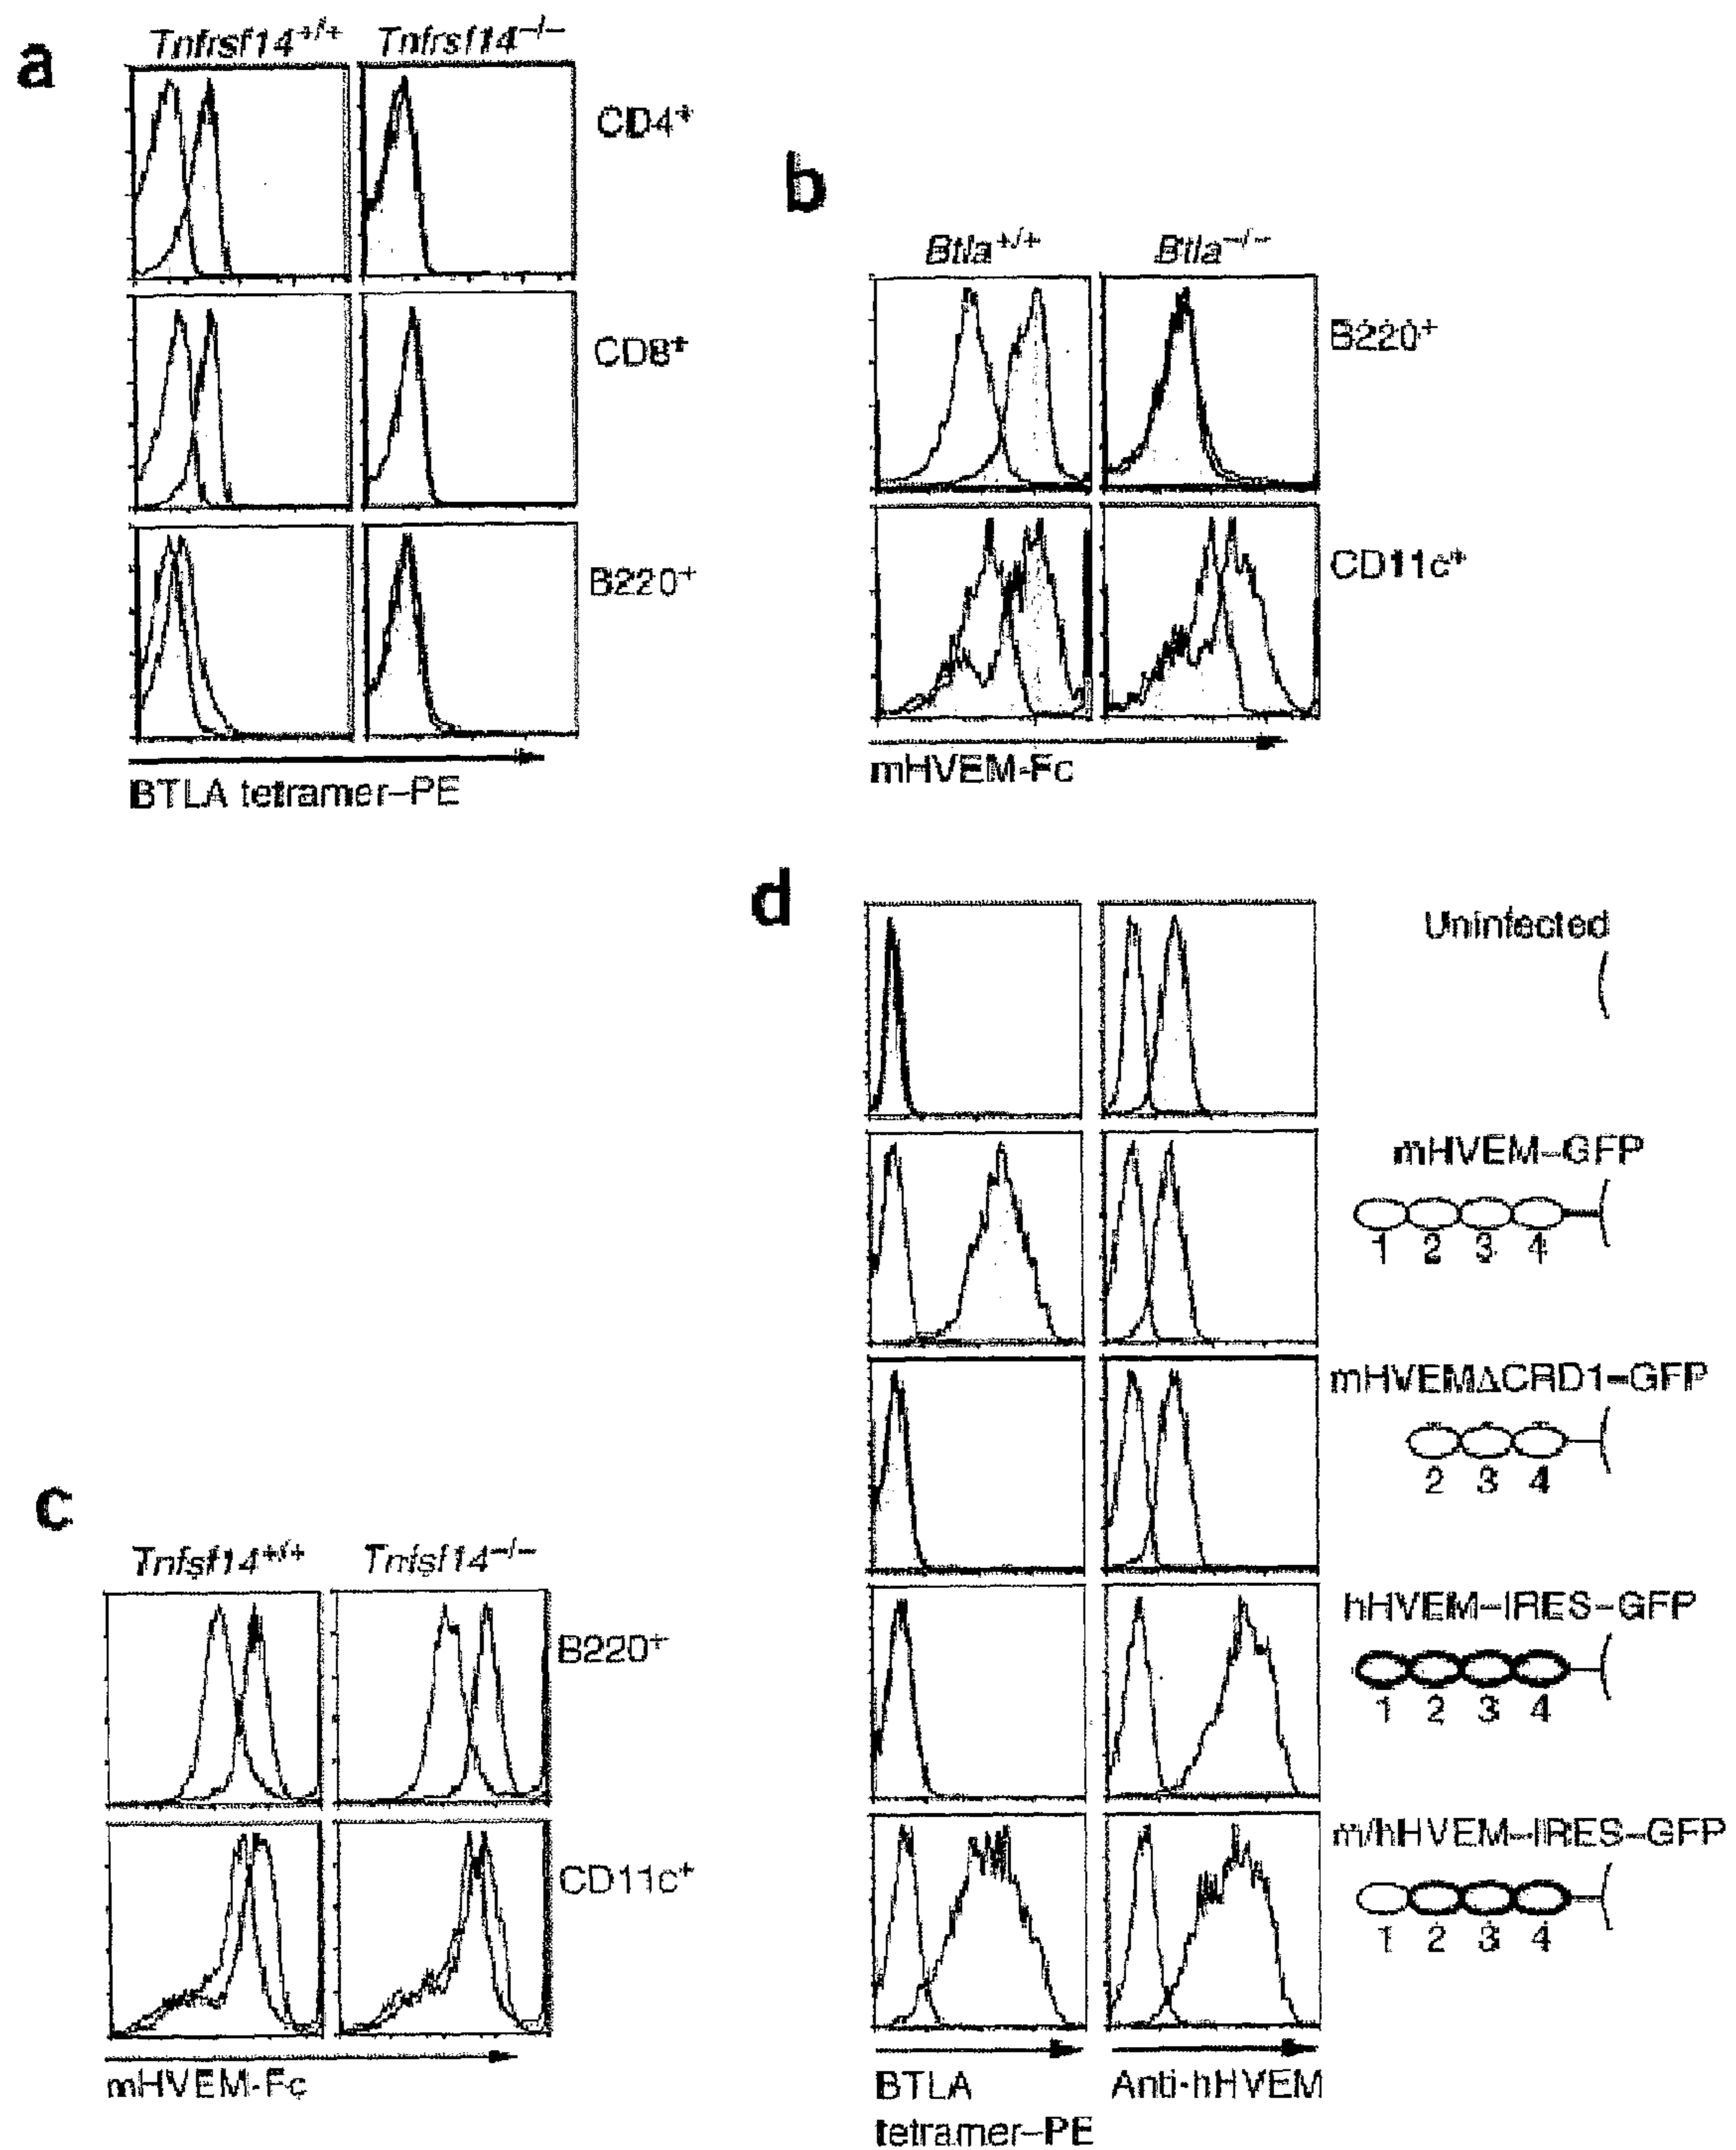 a
Tnfrsf14+/+ Tnfrsf14–/–
CD4+
CD8+
B220+
BTLA tetramer–PE
b
Btla+/+ Btla–/–
B220+
CD11c+
mHVEM-Fc
c
Tnfsf14+/+ Tnfsf14–/–
B220+
CD11c+
mHVEM-Fc
d
Uninfected
mHVEM–GFP
1 2 3 4
mHVEMΔCRD1–GFP
2 3 4
hHVEM–IRES–GFP
1 2 3 4
m/hHVEM–IRES–GFP
1 2 3 4
BTLA
tetramer–PE
Anti-hHVEM